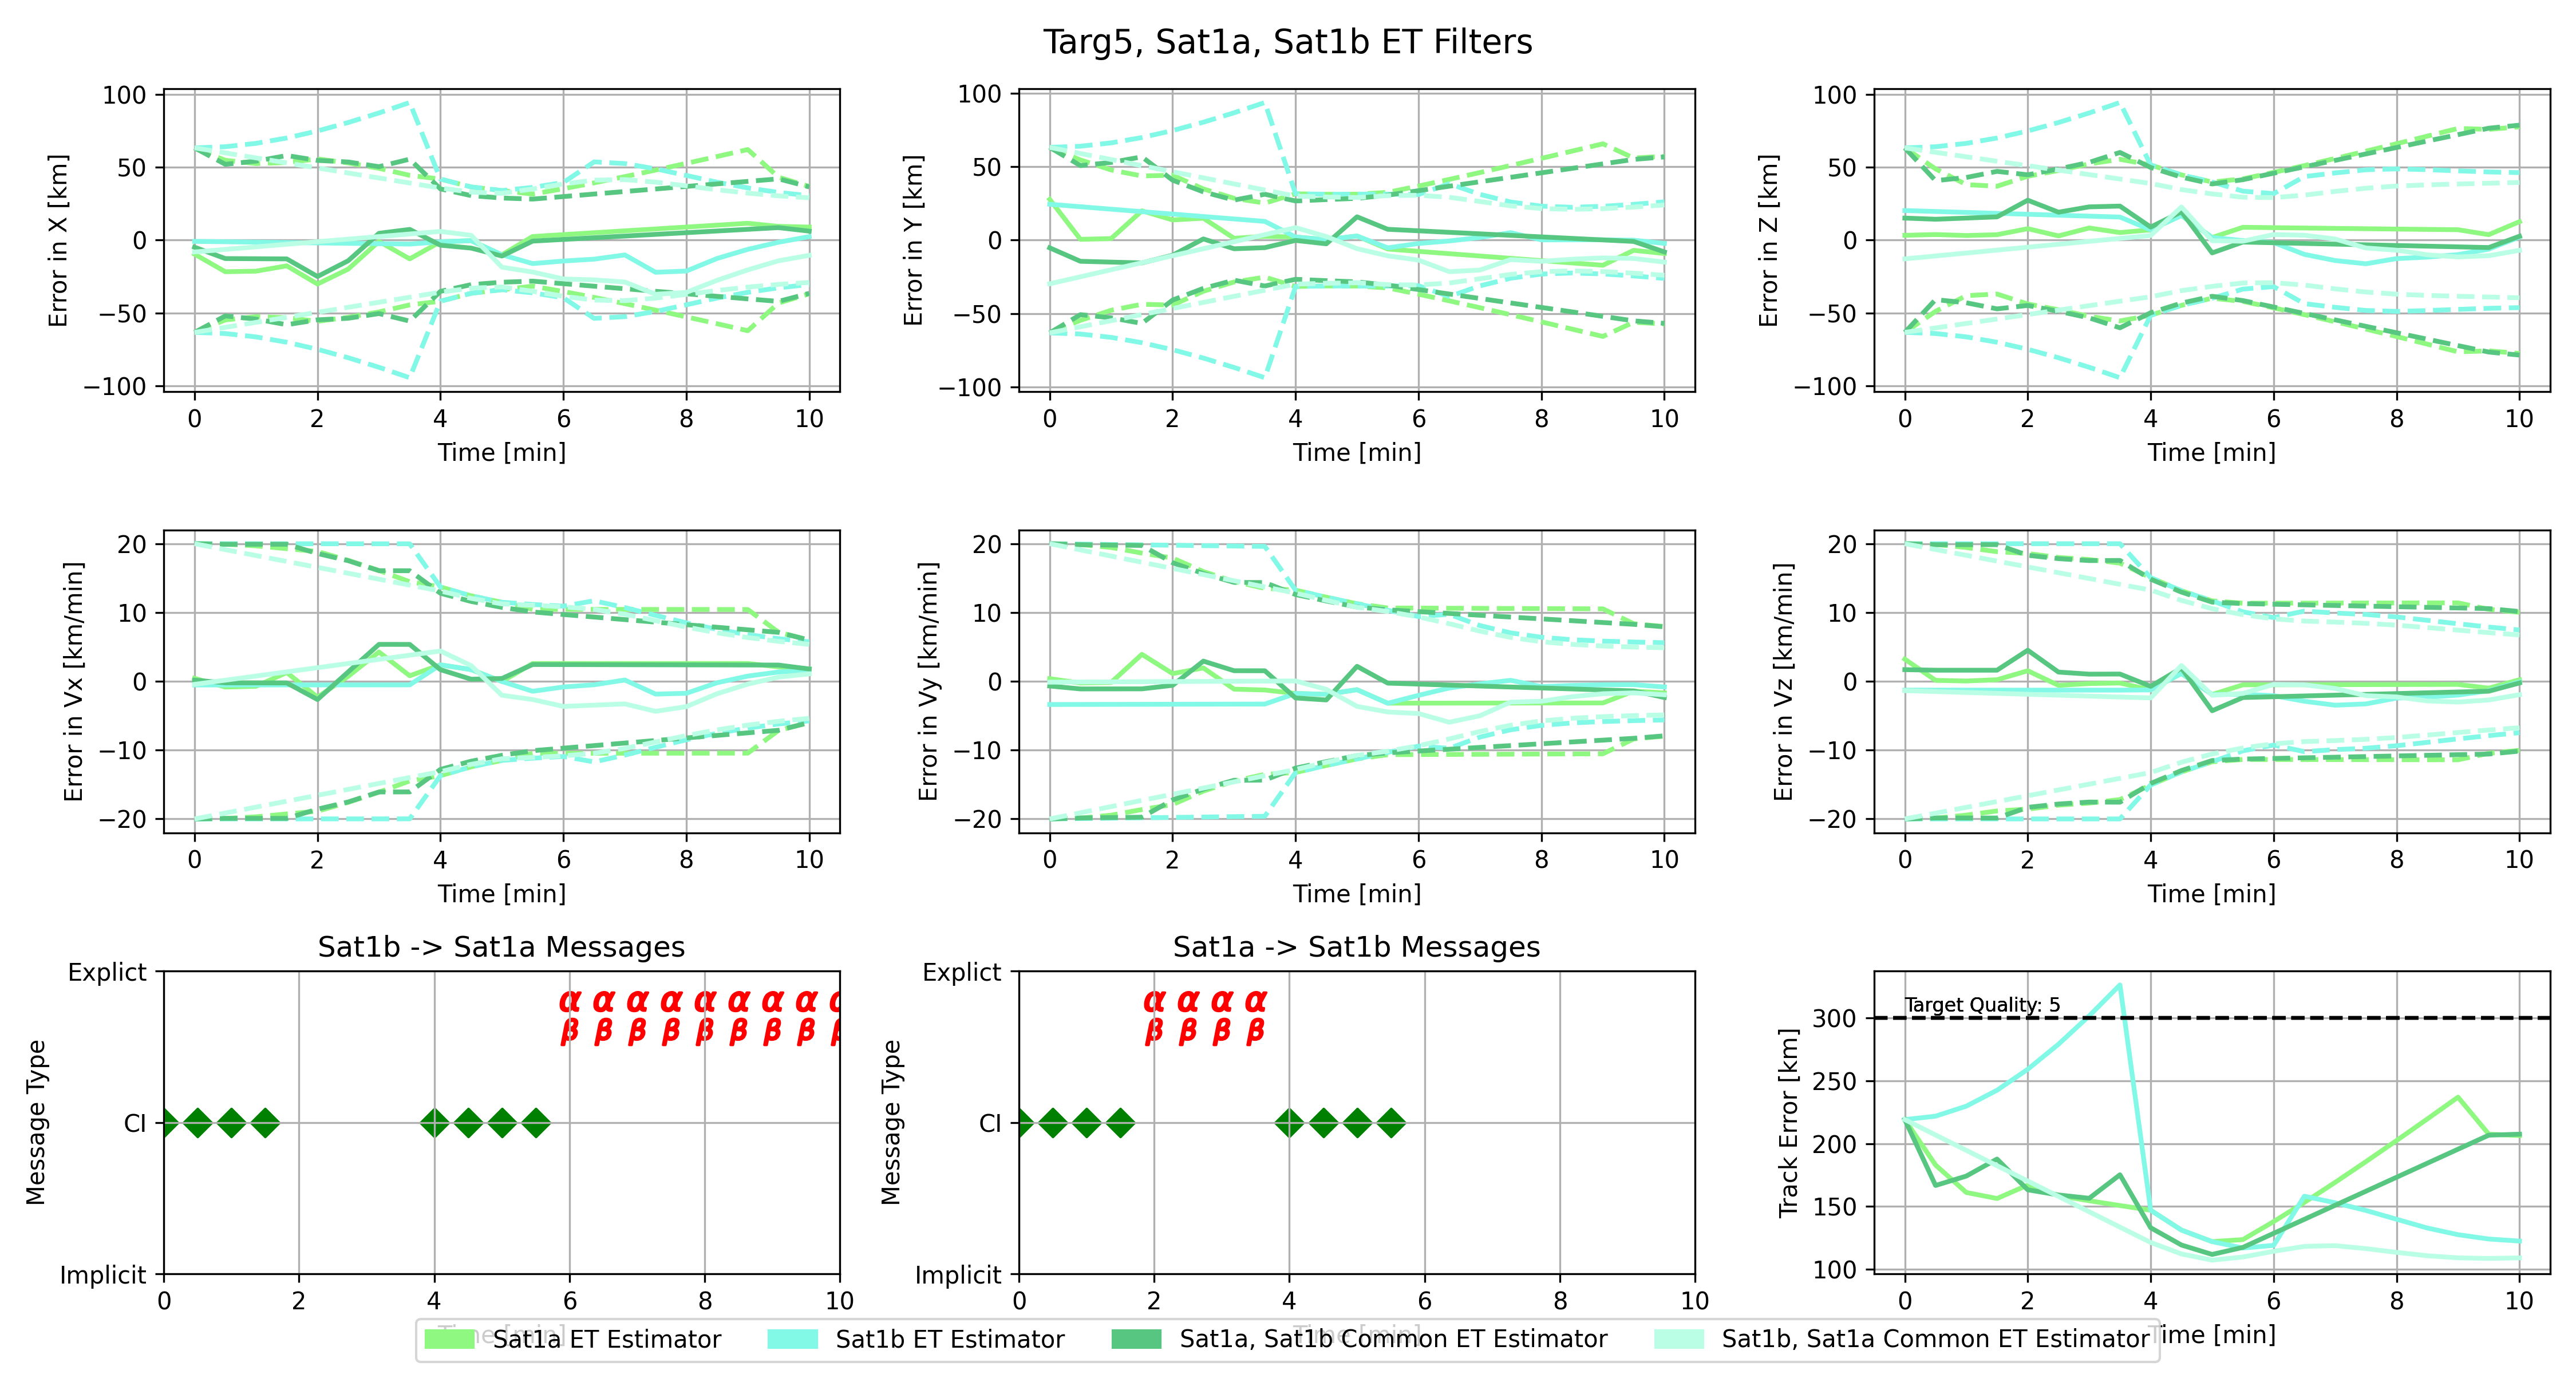 Targ5, Sat1a, Sat1b ET Filters
Error in X [km]
100
50
0
−50
−100
0 2 4 6 8 10
Time [min]
Error in Y [km]
100
50
0
−50
−100
0 2 4 6 8 10
Time [min]
Error in Z [km]
100
50
0
−50
−100
0 2 4 6 8 10
Time [min]
Error in Vx [km/min]
20
10
0
−10
−20
0 2 4 6 8 10
Time [min]
Error in Vy [km/min]
20
10
0
−10
−20
0 2 4 6 8 10
Time [min]
Error in Vz [km/min]
20
10
0
−10
−20
0 2 4 6 8 10
Time [min]
Sat1b -> Sat1a Messages
Message Type
Explict
CI
Implicit
α α α α α α α α α
β β β β β β β β β
0 2 4 6 8 10
Time [min]
Sat1a -> Sat1b Messages
Message Type
Explict
CI
Implicit
α α α α
β β β β
0 2 4 6 8 10
Time [min]
Track Error [km]
Target Quality: 5
300
250
200
150
100
0 2 4 6 8 10
Time [min]
Sat1a ET Estimator
Sat1b ET Estimator
Sat1a, Sat1b Common ET Estimator
Sat1b, Sat1a Common ET Estimator